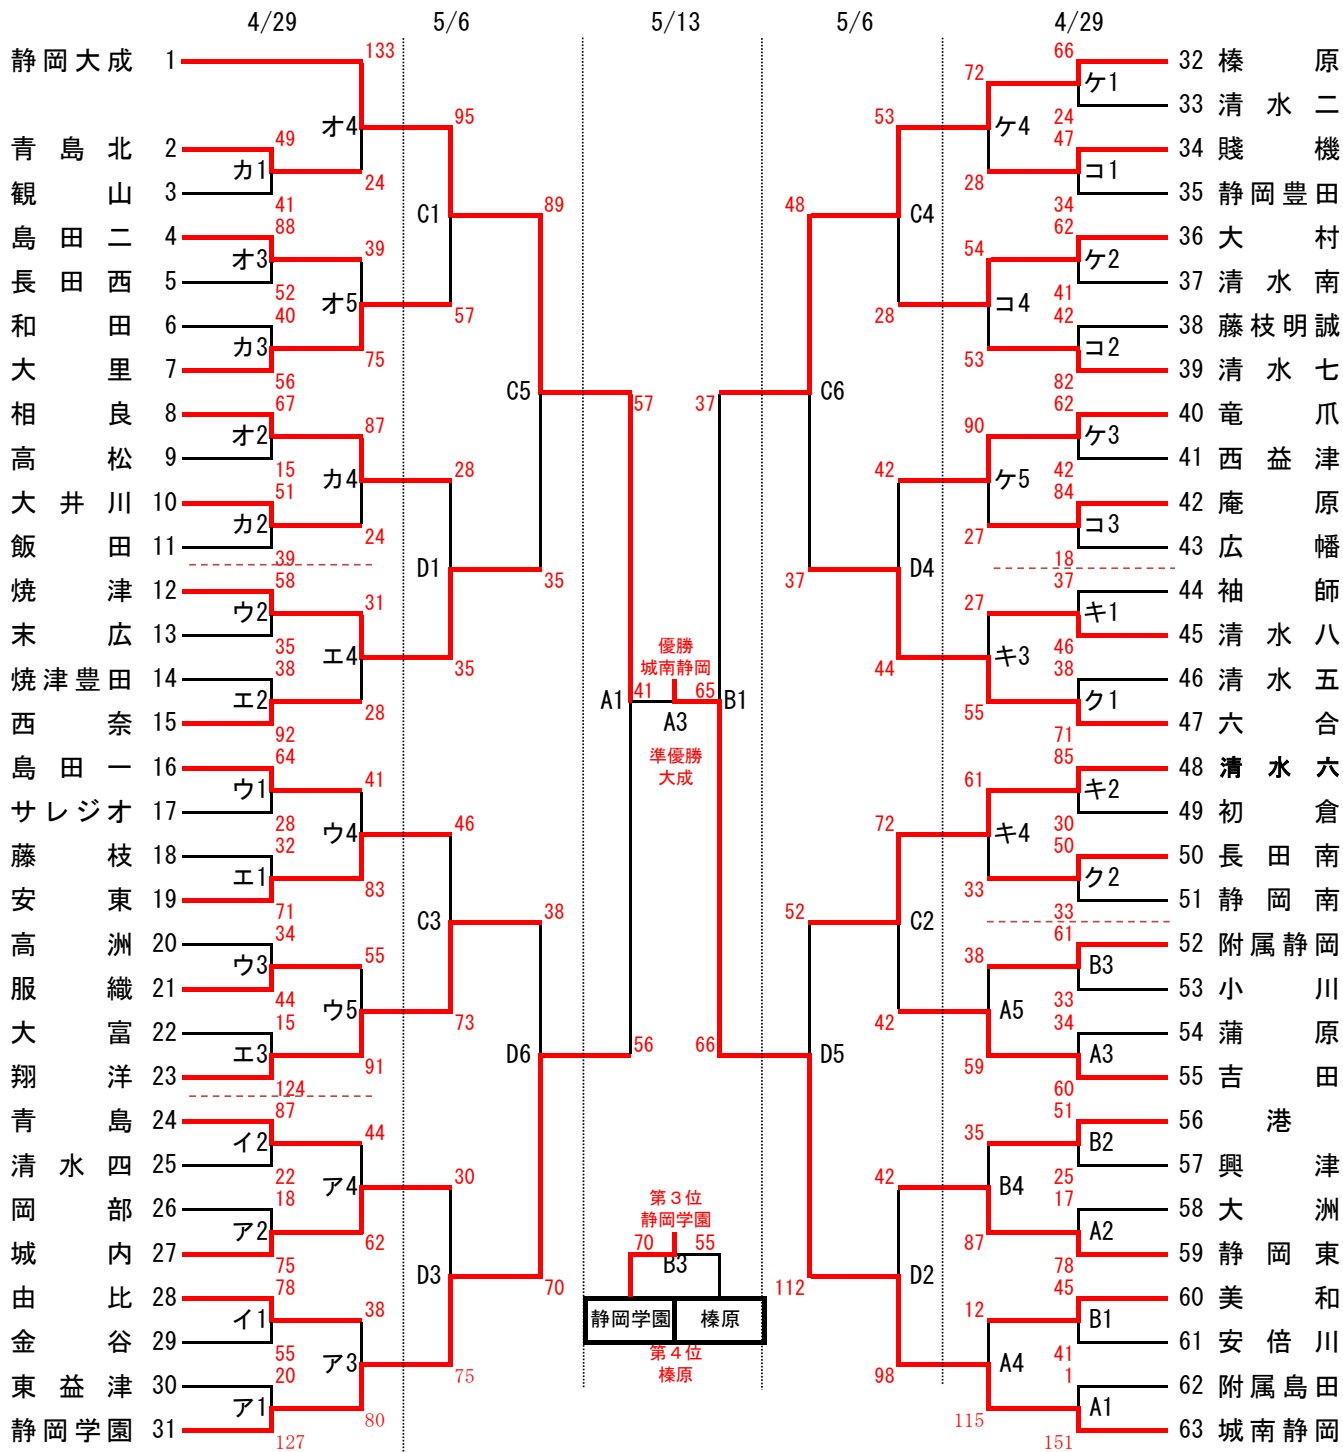 4/29 5/6 5/13 5/6 4/29
静岡大成 1 133 66 32 榛原
72 ケ1
95 53 33 清水二
オ4 ケ4 24
49 47
青島北 2 34 賤機
カ1 24 28 コ1
観山 3 35 静岡豊田
41 C1 89 48 C4 34
88 62
島田二 4 39 54 36 大村
オ3 ケ2
長田西 5 37 清水南
52 オ5 コ4 41
40 57 28 42
和田 6 38 藤枝明誠
カ3 75 53 コ2
大里 7 39 清水七
56 C5 57 37 C6 82
67 62
相良 8 87 90 40 竜爪
オ2 ケ3
高松 9 41 西益津
15 カ4 28 42 ケ5 42
51 84
大井川 10 42 庵原
カ2 24 27 コ3
飯田 11 43 広幡
39 D1 35 37 D4 18
58 37
焼津 12 31 27 44 袖師
ウ2 キ1
末広 13 45 清水八
35 エ4 35 44 キ3 46
38 優勝 38
城南静岡
焼津豊田 14 46 清水五
エ2 28 A1 41 65 B1 55 ク1
A3
西奈 15 47 六合
92 71
64 準優勝 85
大成
島田一 16 41 61 48 清水六
ウ1 キ2
サレジオ 17 49 初倉
28 ウ4 46 72 キ4 30
32 50
藤枝 18 50 長田南
エ1 83 33 ク2
安東 19 51 静岡南
71 C3 38 52 C2 33
34 61
高洲 20 55 38 52 附属静岡
ウ3 B3
服織 21 53 小川
44 ウ5 73 42 A5 33
15 34
大富 22 54 蒲原
エ3 91 D6 56 66 D5 59 A3
翔洋 23 55 吉田
124 60
87 51
青島 24 44 35 56 港
イ2 B2
清水四 25 57 興津
22 ア4 30 42 B4 25
18 第3位 17
静岡学園
岡部 26 58 大洲
ア2 62 70 55 87 A2
B3
城内 27 59 静岡東
75 D3 70 112 D2 78
78 45
由比 28 38 静岡学園 榛原 12 60 美和
イ1 B1
金谷 29 61 安倍川
55 ア3 第4位 A4 41
榛原
20 75 98 1
東益津 30 62 附属島田
ア1 80 115 A1
静岡学園 31 63 城南静岡
127 151